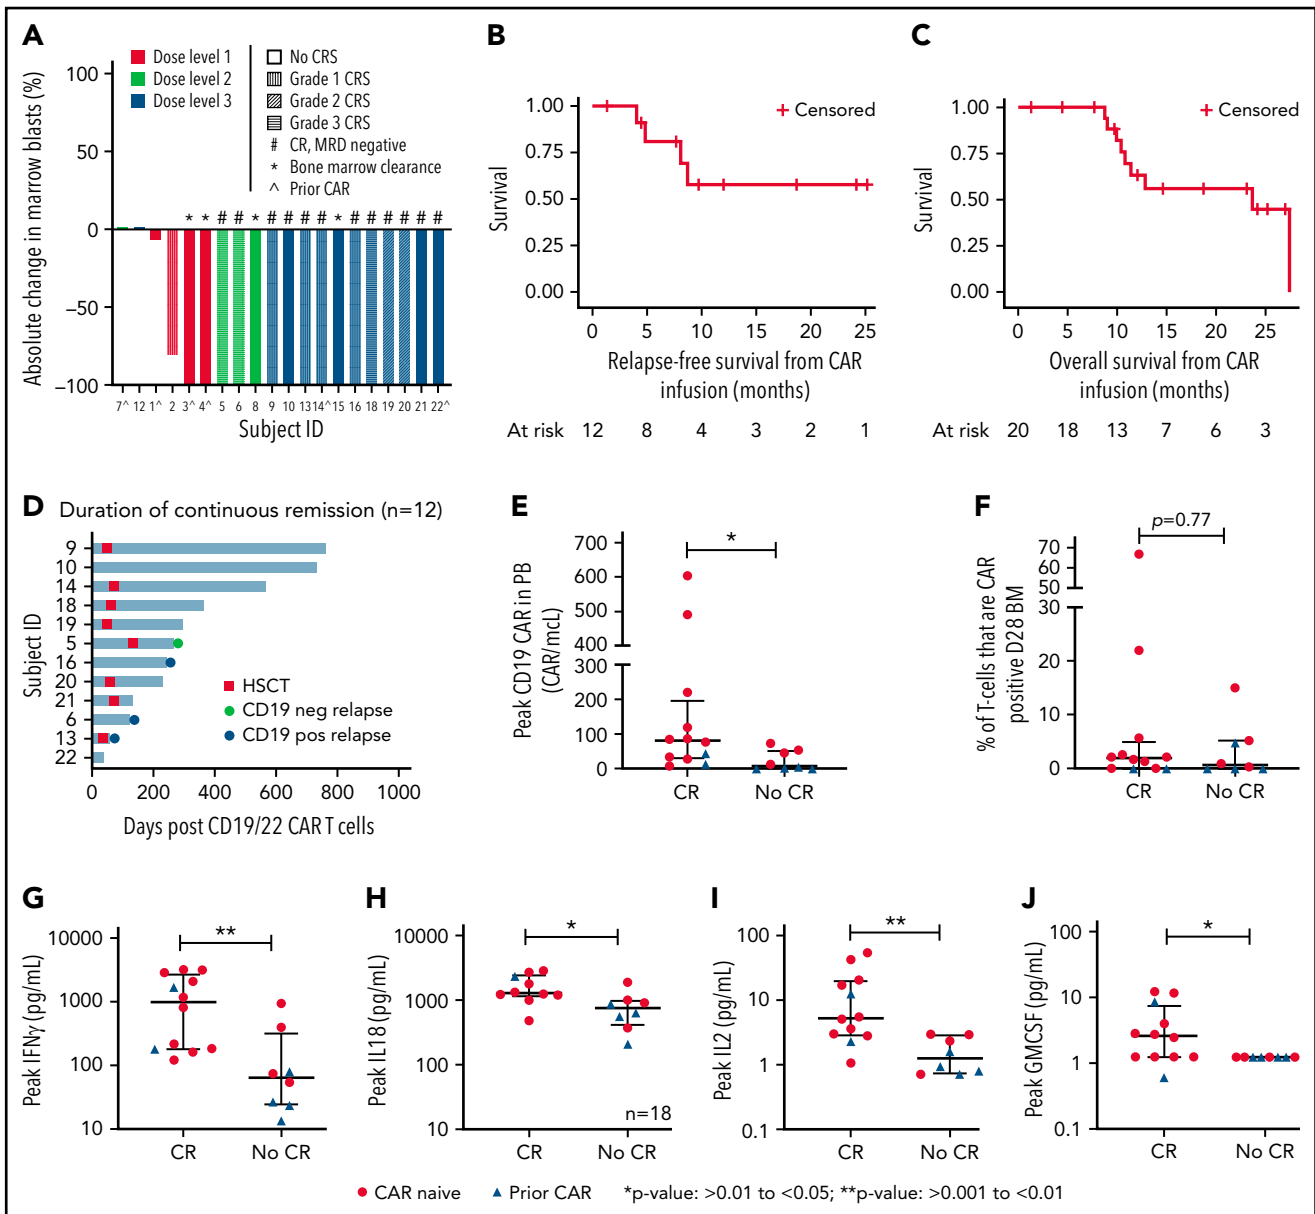 A
Absolute change in marrow blasts (%)
100
50
0
−50
−100
Dose level 1
Dose level 2
Dose level 3
No CRS
Grade 1 CRS
Grade 2 CRS
Grade 3 CRS
# CR, MRD negative
* Bone marrow clearance
^ Prior CAR
* * # # * # # # # * # # # # # #
7^ 12 1^ 2 3^ 4^ 5 6 8 9 10 13 14^ 15 16 18 19 20 21 22^
Subject ID
B
Survival
1.00
0.75
0.50
0.25
0.00
Censored
0 5 10 15 20 25
Relapse-free survival from CAR
infusion (months)
At risk 12 8 4 3 2 1
C
Survival
1.00
0.75
0.50
0.25
0.00
Censored
0 5 10 15 20 25
Overall survival from CAR
infusion (months)
At risk 20 18 13 7 6 3
D
Duration of continuous remission (n=12)
Subject ID
9
10
14
18
19
5
16
20
21
6
13
22
HSCT
CD19 neg relapse
CD19 pos relapse
0 200 400 600 800 1000
Days post CD19/22 CAR T cells
E
Peak CD19 CAR in PB
(CAR/mcL)
700
600
500
400
300
200
100
0
*
CR No CR
F
% of T-cells that are CAR
positive D28 BM
70
60
50
30
20
10
0
p=0.77
CR No CR
G
Peak IFNγ (pg/mL)
10000
1000
100
10
**
CR No CR
H
Peak IL18 (pg/mL)
10000
1000
100
10
*
n=18
CR No CR
I
Peak IL2 (pg/mL)
100
10
1
0.1
**
CR No CR
J
Peak GMCSF (pg/mL)
100
10
1
0.1
*
CR No CR
CAR naive Prior CAR *p-value: >0.01 to <0.05; **p-value: >0.001 to <0.01